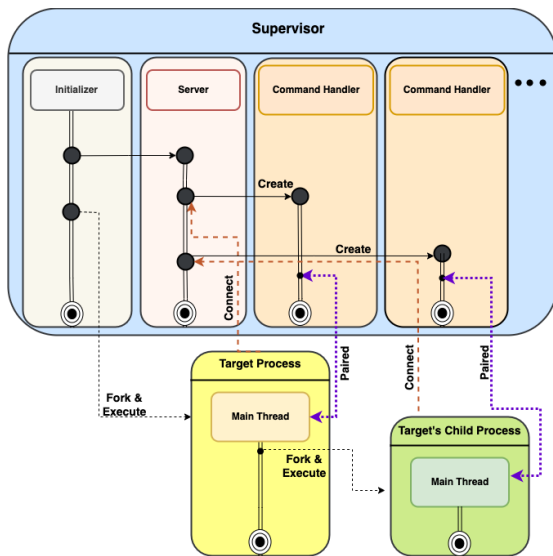 Supervisor
Initializer
Server
Command Handler
Command Handler
•••
Create
Create
Connect
Paired
Connect
Paired
Fork &
Execute
Target Process
Main Thread
Fork &
Execute
Target's Child Process
Main Thread